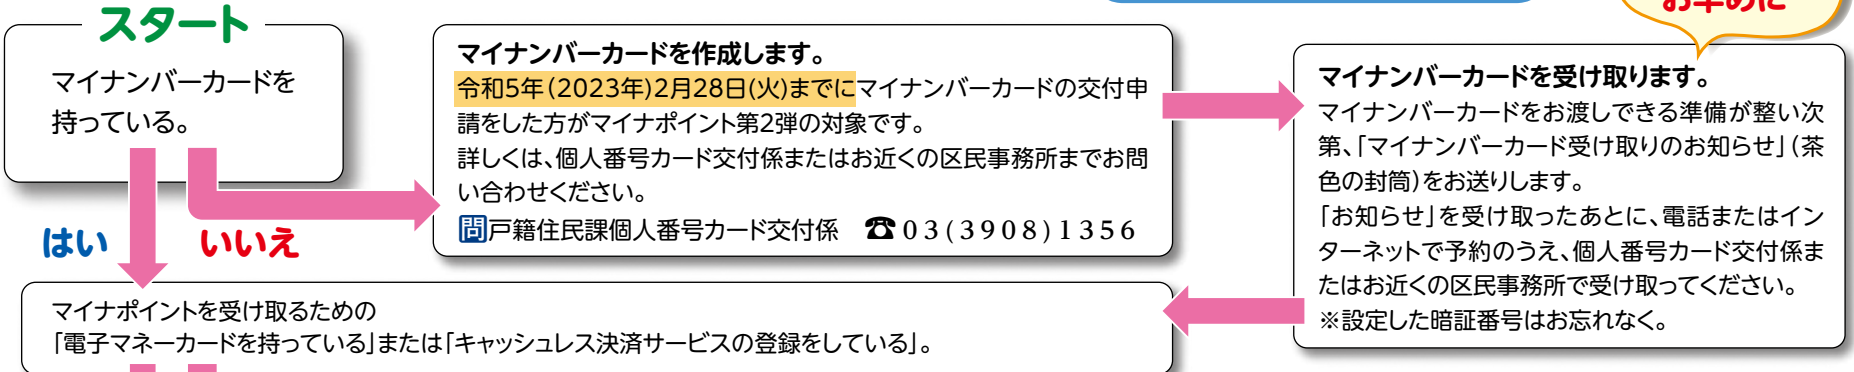 お早めに
スタート
マイナンバーカードを
持っている。
はい
いいえ
マイナンバーカードを作成します。
令和5年(2023年)2月28日(火)までにマイナンバーカードの交付申
請をした方がマイナポイント第2弾の対象です。
詳しくは、個人番号カード交付係またはお近くの区民事務所までお問
い合わせください。
問戸籍住民課個人番号カード交付係 ☎03(3908)1356
マイナンバーカードを受け取ります。
マイナンバーカードをお渡しできる準備が整い次
第、「マイナンバーカード受け取りのお知らせ」(茶
色の封筒)をお送りします。
「お知らせ」を受け取ったあとに、電話またはイン
ターネットで予約のうえ、個人番号カード交付係ま
たはお近くの区民事務所で受け取ってください。
※設定した暗証番号はお忘れなく。
マイナポイントを受け取るための
「電子マネーカードを持っている」または「キャッシュレス決済サービスの登録をしている」。